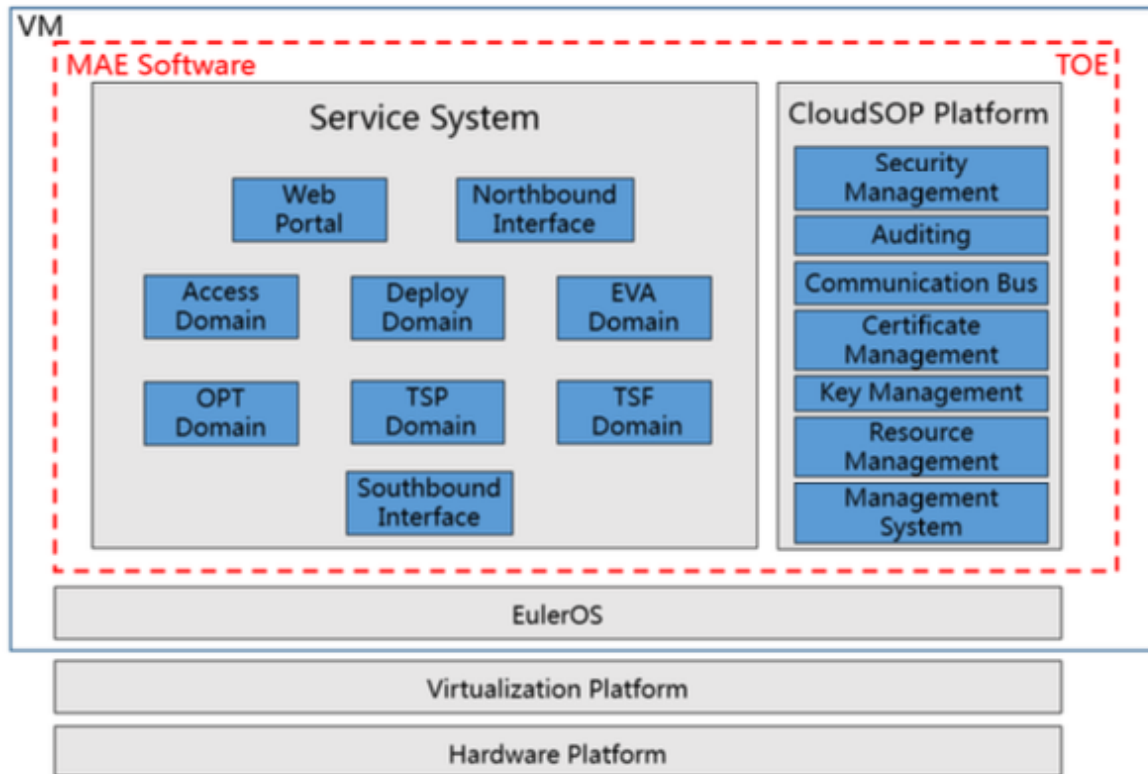 VM
MAE Software
TOE
Service System
Web
Portal
Northbound
Interface
Access
Domain
Deploy
Domain
EVA
Domain
OPT
Domain
TSP
Domain
TSF
Domain
Southbound
Interface
CloudSOP Platform
Security
Management
Auditing
Communication Bus
Certificate
Management
Key Management
Resource
Management
Management
System
EulerOS
Virtualization Platform
Hardware Platform